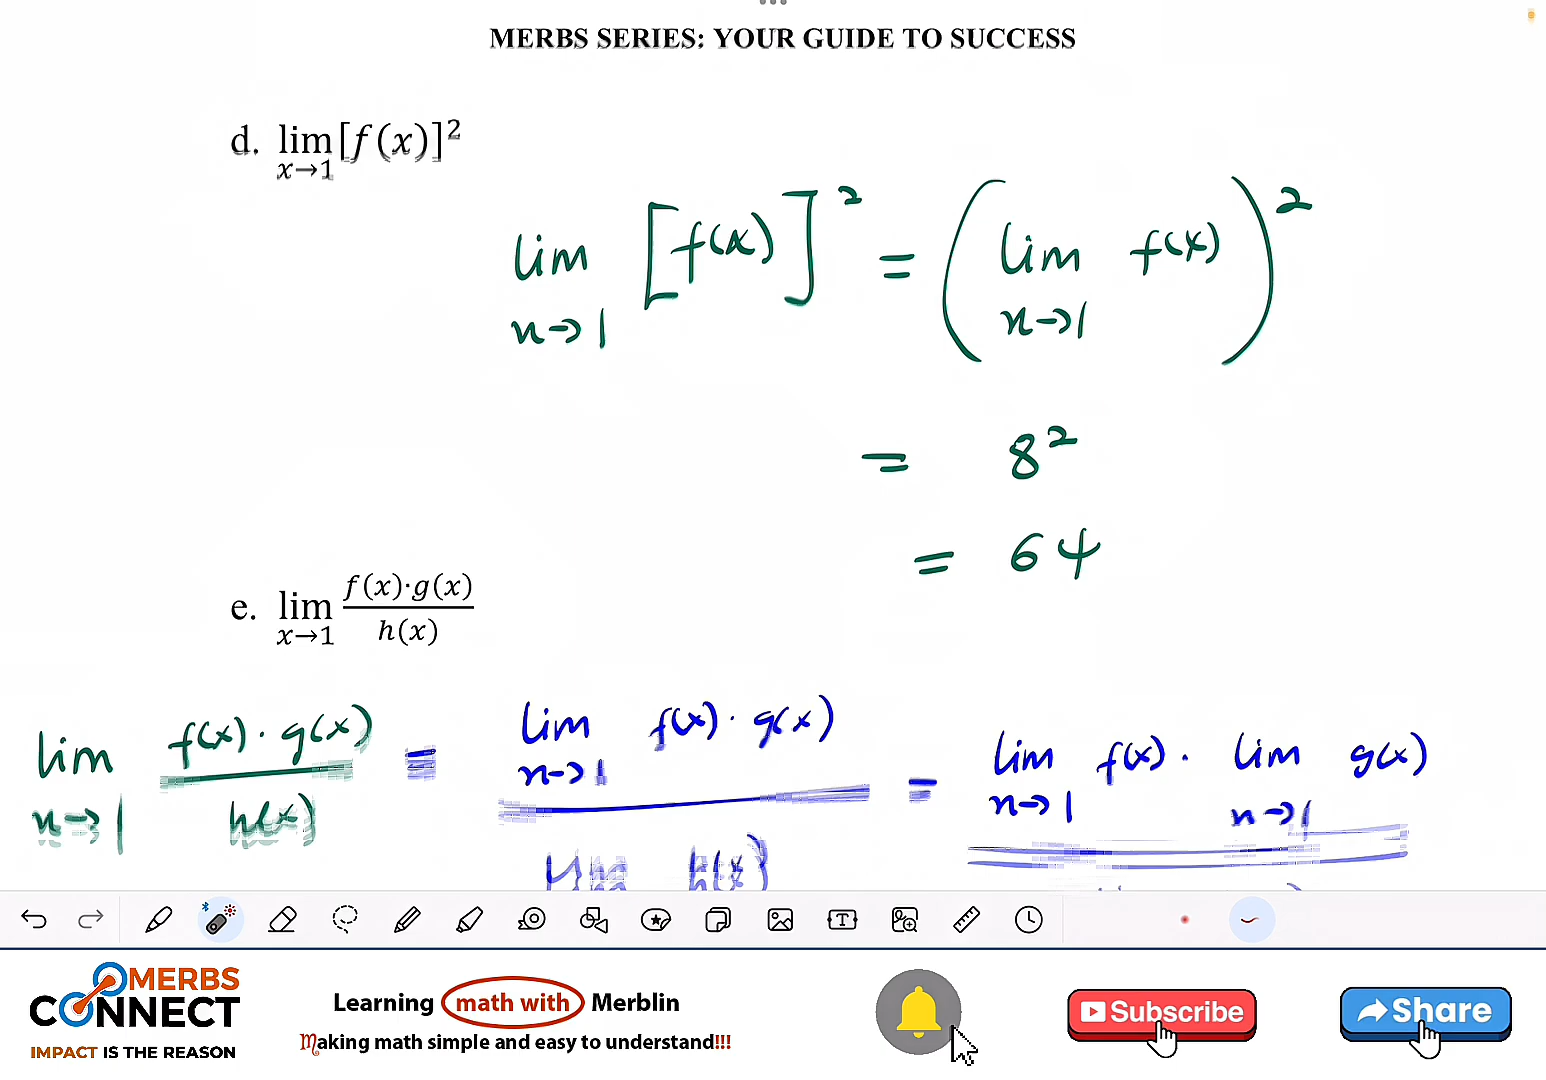 MERBS SERIES: YOUR GUIDE TO SUCCESS
d. lim x→1 [f(x)]²
lim x→1 [f(x)]² = (lim x→1 f(x))²
= 8²
= 64
e. lim x→1 f(x)·g(x) / h(x)
lim x→1 f(x)·g(x) / h(x) = lim x→1 f(x)·g(x) / lim h(x) = lim x→1 f(x)· lim x→1 g(x)
MERBS
CONNECT
IMPACT IS THE REASON
Learning math with Merblin
Making math simple and easy to understand!!!
Subscribe
Share